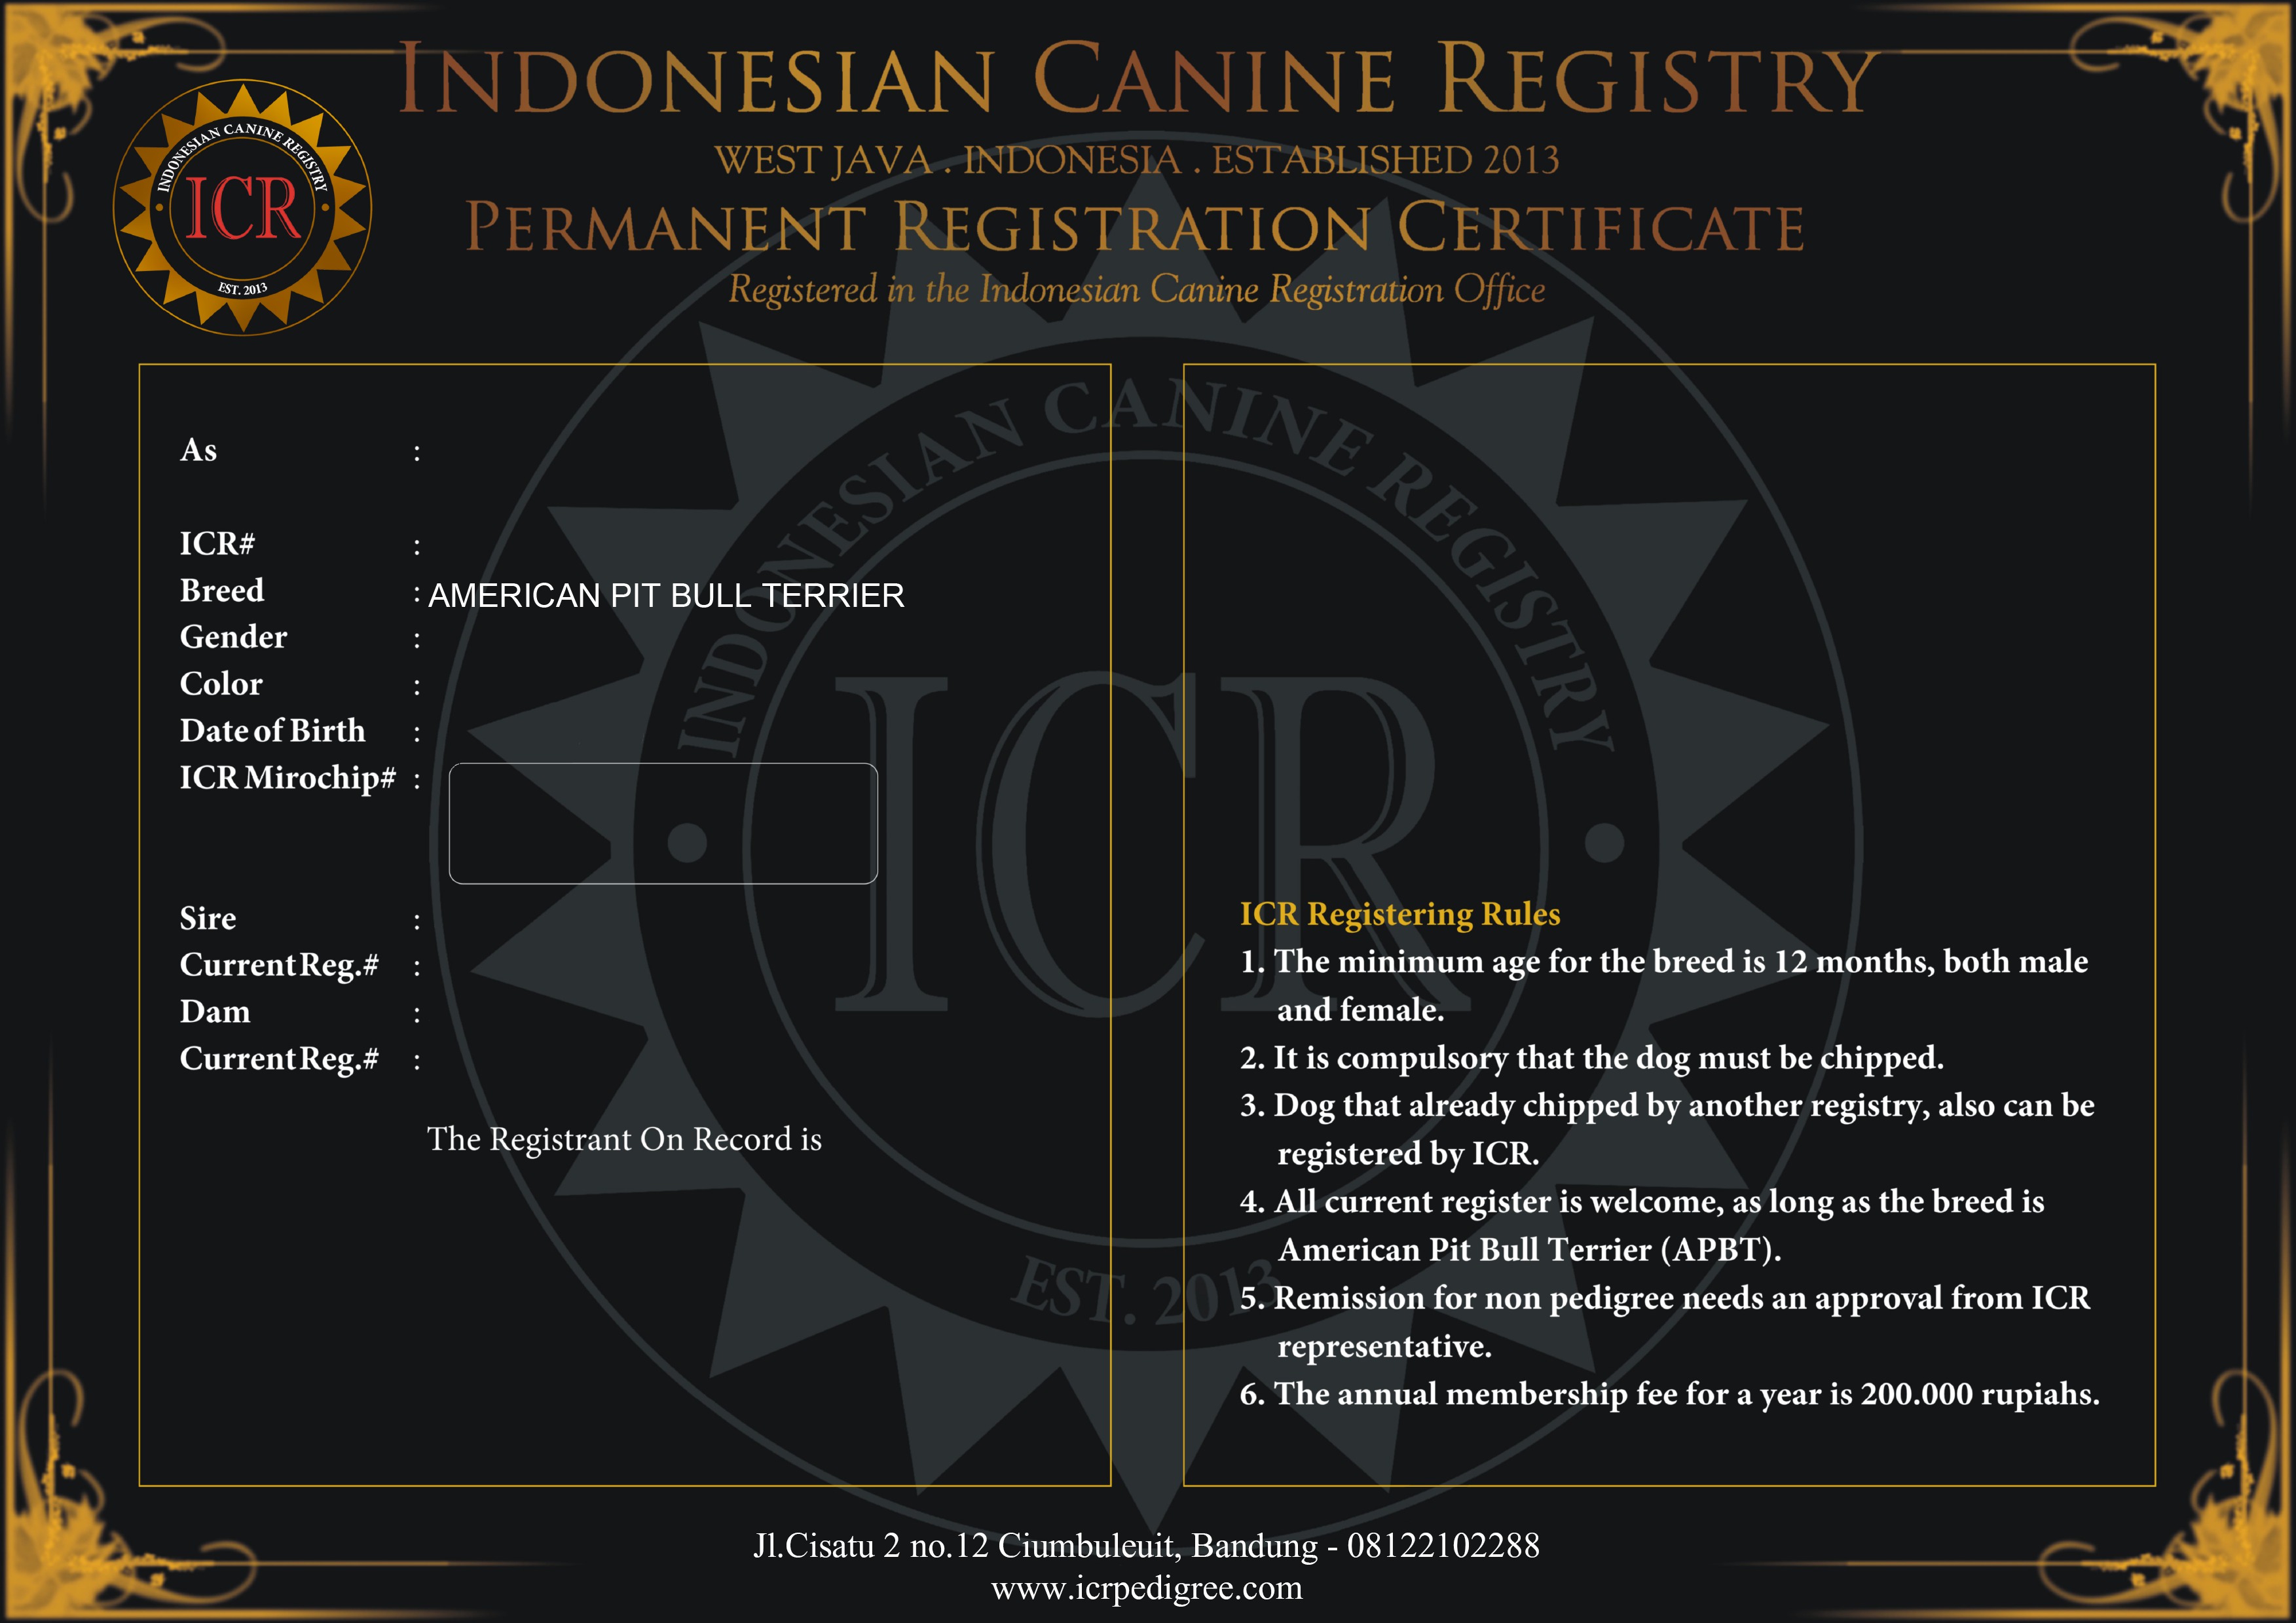 INDONESIAN CANINE REGISTRY
WEST JAVA . INDONESIA . ESTABLISHED 2013
PERMANENT REGISTRATION CERTIFICATE
Registered in the Indonesian Canine Registration Office
INDONESIAN CANINE REGISTRY
ICR
EST. 2013
As :
ICR# :
Breed : AMERICAN PIT BULL TERRIER
Gender :
Color :
Date of Birth :
ICR Mirochip# :
Sire :
Current Reg.# :
Dam :
Current Reg.# :
The Registrant On Record is
INDONESIAN CANINE REGISTRY
ICR
EST. 2013
ICR Registering Rules
1. The minimum age for the breed is 12 months, both male
and female.
2. It is compulsory that the dog must be chipped.
3. Dog that already chipped by another registry, also can be
registered by ICR.
4. All current register is welcome, as long as the breed is
American Pit Bull Terrier (APBT).
5. Remission for non pedigree needs an approval from ICR
representative.
6. The annual membership fee for a year is 200.000 rupiahs.
Jl.Cisatu 2 no.12 Ciumbuleuit, Bandung - 08122102288
www.icrpedigree.com